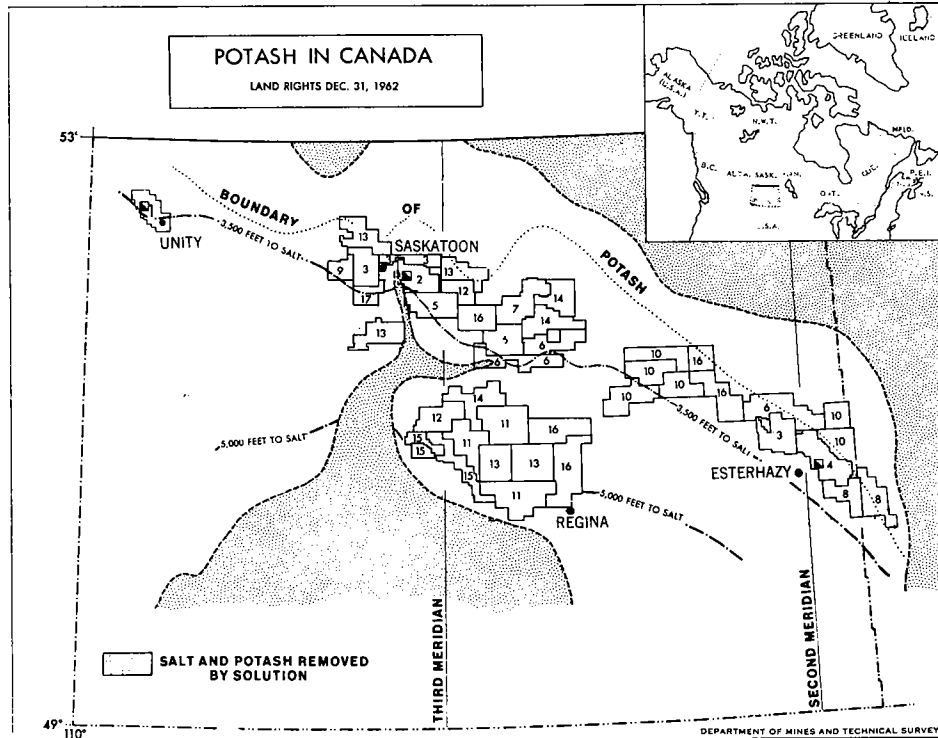 POTASH IN CANADA
LAND RIGHTS DEC. 31, 1962
GREENLAND
ICELAND
ALASKA
(U.S.A.)
Y.T.
N.W.T.
NFLD.
B.C.
ALTA.
SASK.
QUE.
P.E.I.
ONT.
N.S.
U.S.A.
53°
BOUNDARY
OF
POTASH
UNITY
3,500 FEET TO SALT
SASKATOON
13
9
3
2
13
12
17
5
16
7
14
14
13
5
6
6
6
10
16
10
10
10
16
14
12
11
16
6
10
3
10
15
15
11
13
13
16
15
11
3,500 FEET TO SALT
5,000 FEET TO SALT
ESTERHAZY
4
8
8
REGINA
5,000 FEET TO SALT
SALT AND POTASH REMOVED
BY SOLUTION
THIRD MERIDIAN
SECOND MERIDIAN
49°
110°
DEPARTMENT OF MINES AND TECHNICAL SURVEY